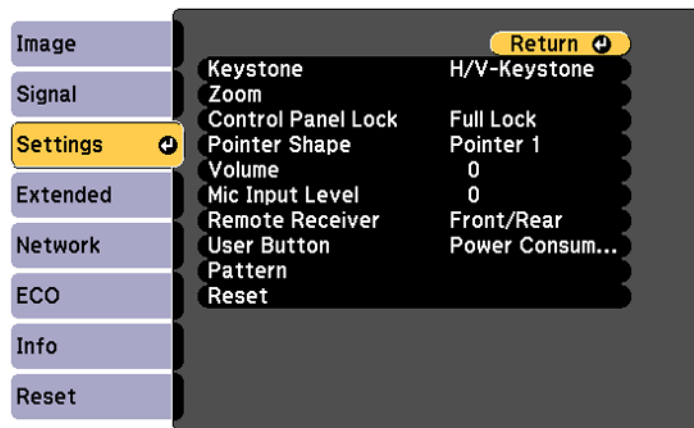 Image
Signal
Settings
Extended
Network
ECO
Info
Reset
Return
Keystone H/V-Keystone
Zoom
Control Panel Lock Full Lock
Pointer Shape Pointer 1
Volume 0
Mic Input Level 0
Remote Receiver Front/Rear
User Button Power Consum...
Pattern
Reset